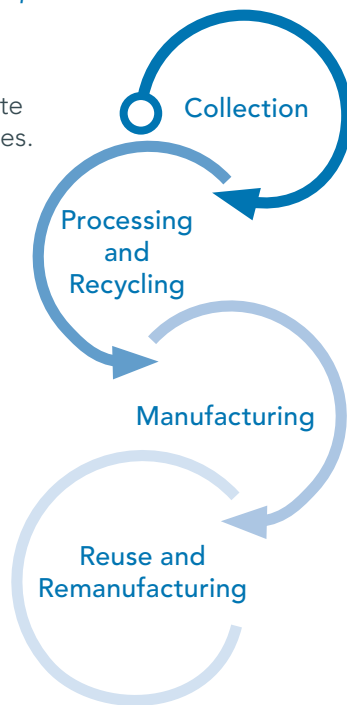 te
es.
Collection
Processing
and
Recycling
Manufacturing
Reuse and
Remanufacturing